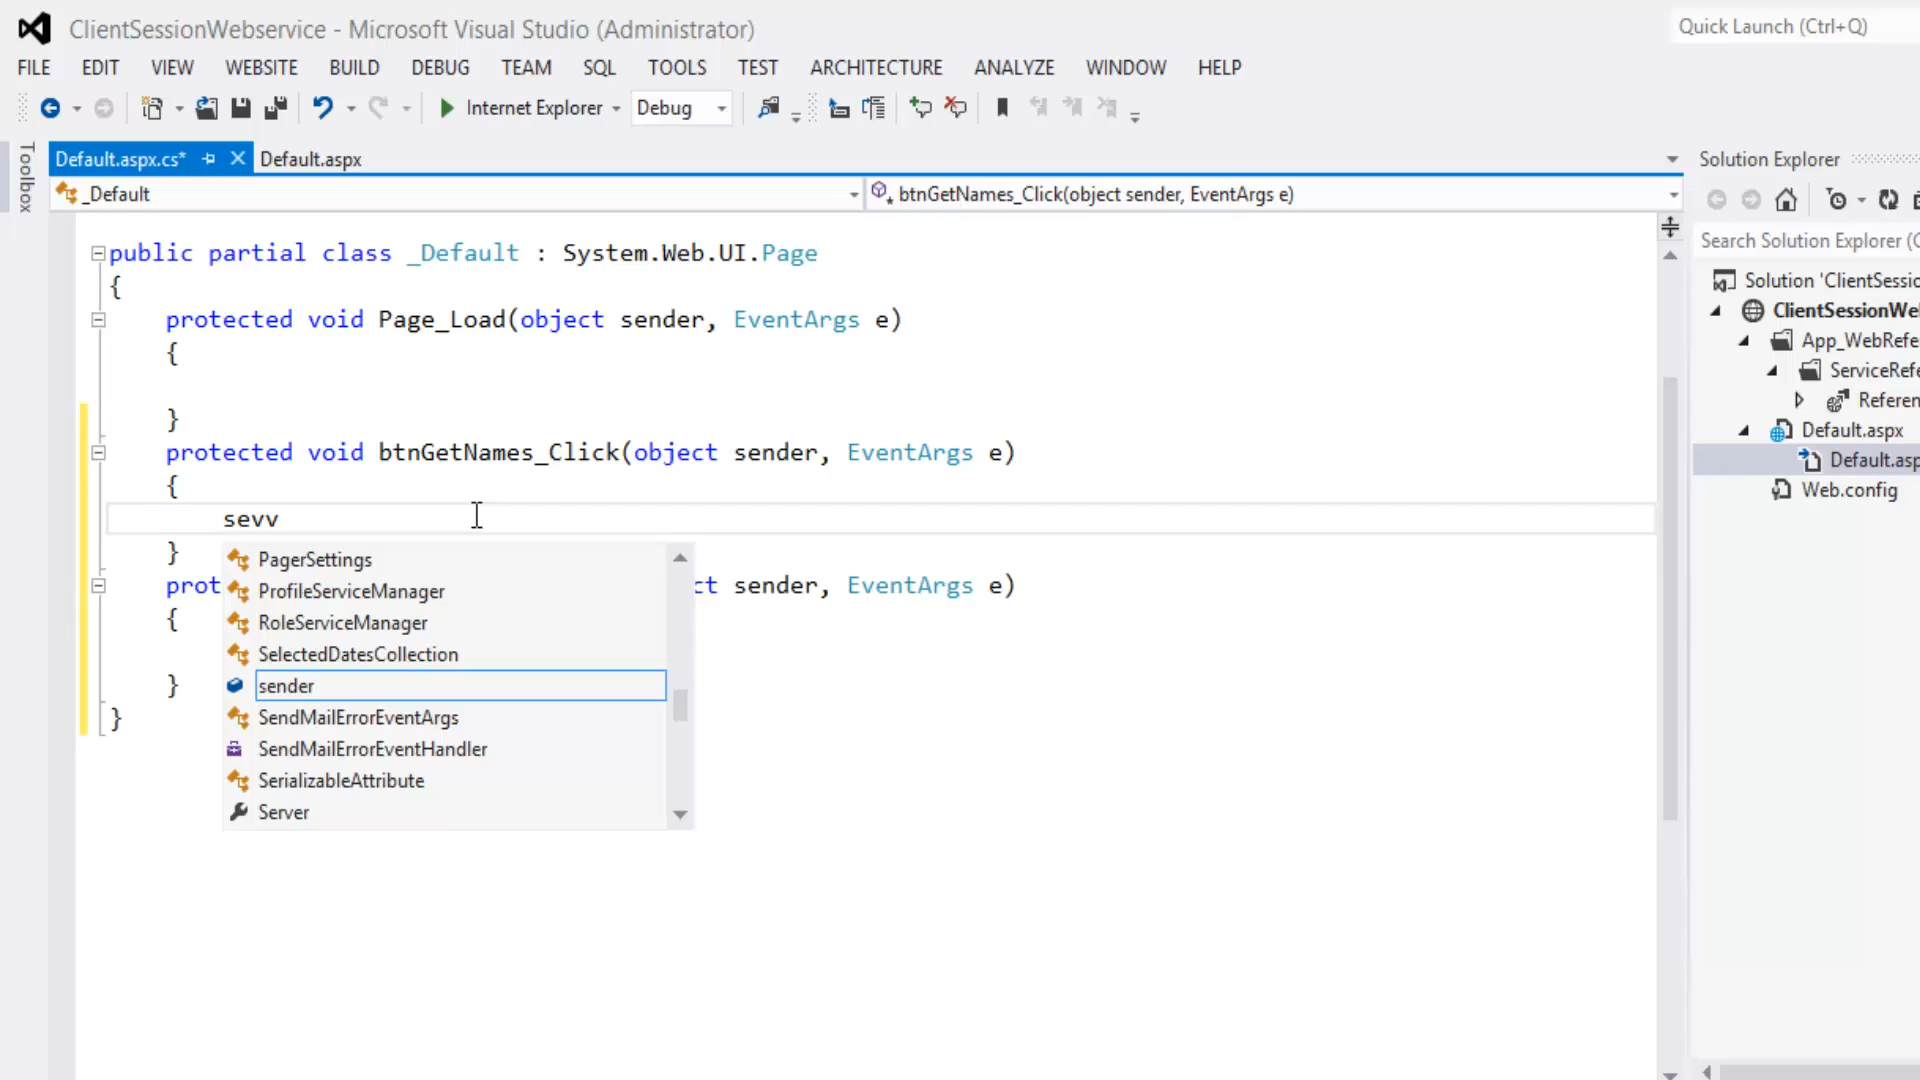 ClientSessionWebservice - Microsoft Visual Studio (Administrator)
Quick Launch (Ctrl+Q)
FILE EDIT VIEW WEBSITE BUILD DEBUG TEAM SQL TOOLS TEST ARCHITECTURE ANALYZE WINDOW HELP
Internet Explorer Debug
Toolbox
Default.aspx.cs* Default.aspx
Solution Explorer
_Default btnGetNames_Click(object sender, EventArgs e)
Search Solution Explorer (C
public partial class _Default : System.Web.UI.Page
{
protected void Page_Load(object sender, EventArgs e)
{
}
protected void btnGetNames_Click(object sender, EventArgs e)
{
sevv
}
prot ct sender, EventArgs e)
{
}
}
PagerSettings
ProfileServiceManager
RoleServiceManager
SelectedDatesCollection
sender
SendMailErrorEventArgs
SendMailErrorEventHandler
SerializableAttribute
Server
Solution 'ClientSessio
ClientSessionWel
App_WebRefe
ServiceRefe
Referen
Default.aspx
Default.asp
Web.config